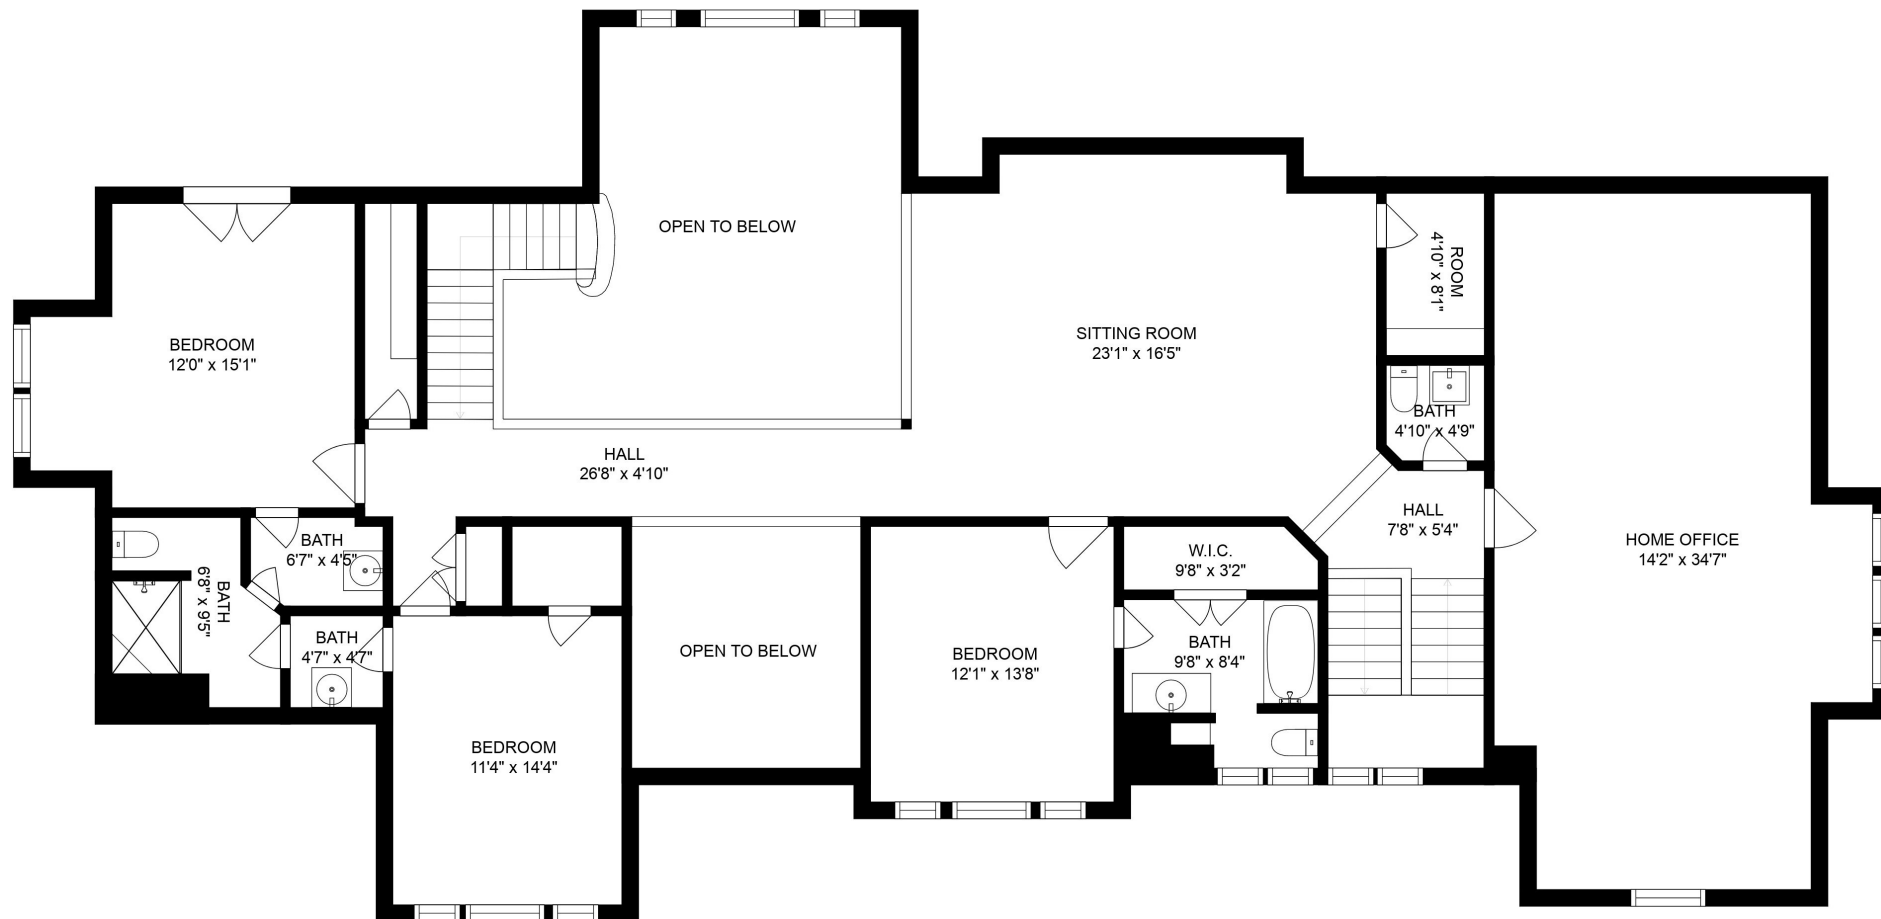 OPEN TO BELOW
ROOM
4'10" x 8'1"
SITTING ROOM
23'1" x 16'5"
BEDROOM
12'0" x 15'1"
BATH
4'10" x 4'9"
HALL
26'8" x 4'10"
HALL
7'8" x 5'4"
HOME OFFICE
14'2" x 34'7"
BATH
6'7" x 4'5"
W.I.C.
9'8" x 3'2"
BATH
6'8" x 9'5"
BATH
4'7" x 4'7"
OPEN TO BELOW
BEDROOM
12'1" x 13'8"
BATH
9'8" x 8'4"
BEDROOM
11'4" x 14'4"